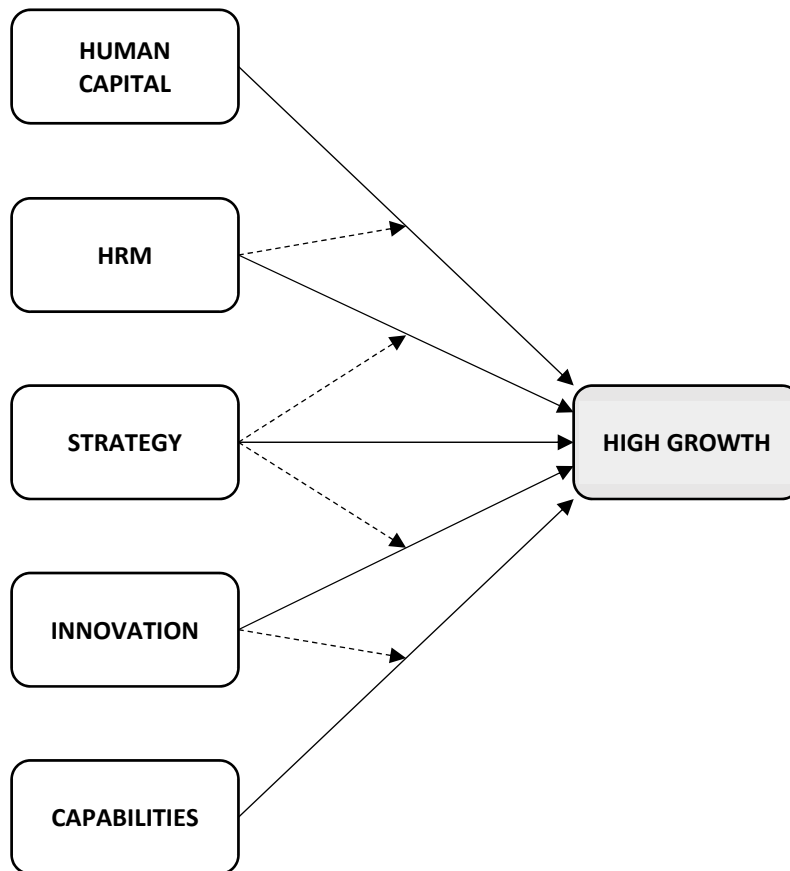 HUMAN
CAPITAL
HRM
STRATEGY
HIGH GROWTH
INNOVATION
CAPABILITIES